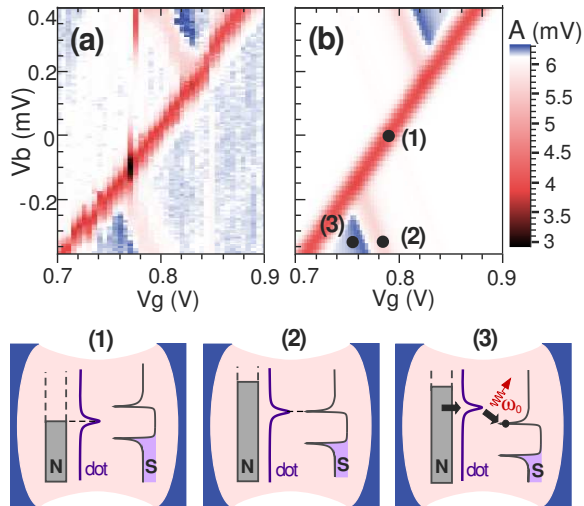 (a)
(b)
A (mV)
Vb (mV)
0.4
0.2
0
-0.2
0.7
0.8
0.9
Vg (V)
(1)
(2)
(3)
0.7
0.8
0.9
Vg (V)
6
5.5
5
4.5
4
3.5
3
(1)
N
dot
S
(2)
N
dot
S
(3)
ω0
N
dot
S